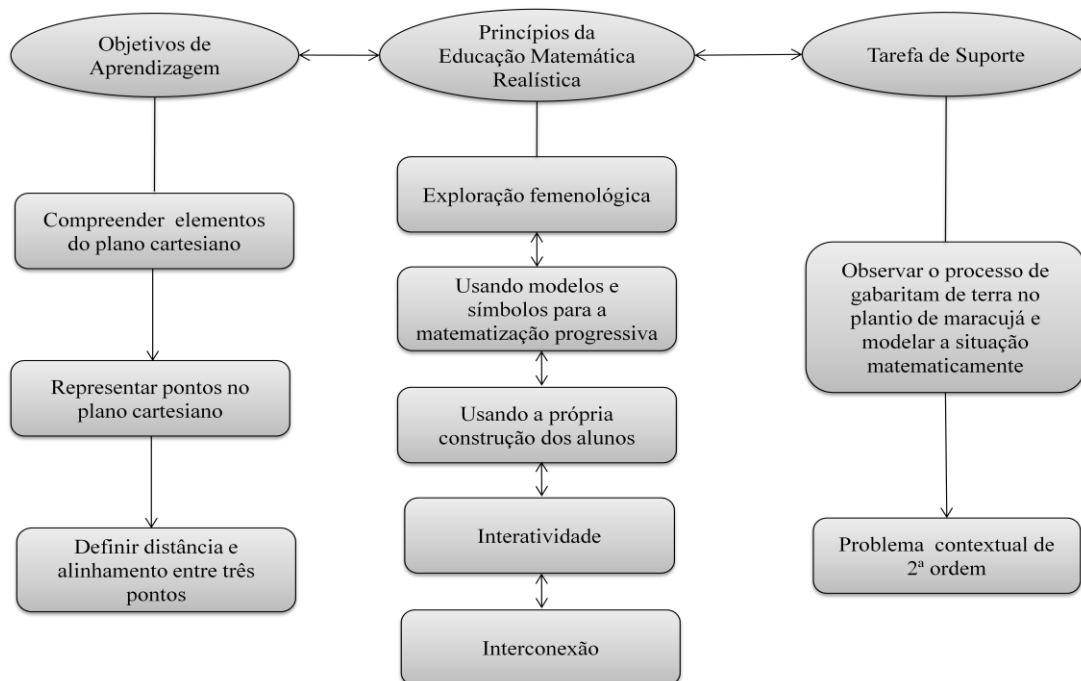 Objetivos de
Aprendizagem
Princípios da
Educação Matemática
Realística
Tarefa de Suporte
Compreender elementos
do plano cartesiano
Representar pontos no
plano cartesiano
Definir distância e
alinhamento entre três
pontos
Exploração femenológica
Usando modelos e
símbolos para a
matematização progressiva
Usando a própria
construção dos alunos
Interatividade
Interconexão
Observar o processo de
gabaritam de terra no
plantio de maracujá e
modelar a situação
matematicamente
Problema contextual de
2ª ordem